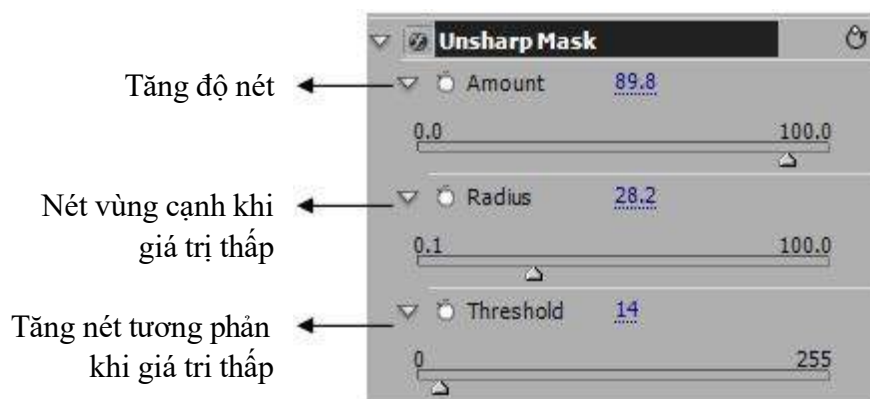 Unsharp Mask
Tăng độ nét
Amount 89.8
0.0 100.0
Nét vùng cạnh khi
giá trị thấp
Radius 28.2
0.1 100.0
Tăng nét tương phản
khi giá tri thấp
Threshold 14
0 255